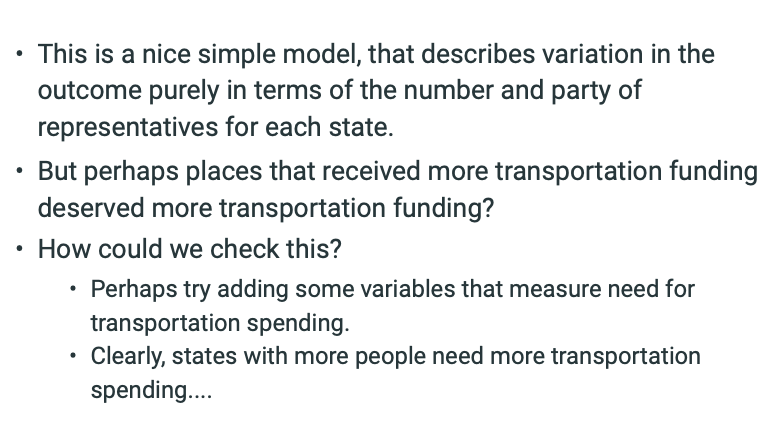 • This is a nice simple model, that describes variation in the
outcome purely in terms of the number and party of
representatives for each state.
• But perhaps places that received more transportation funding
deserved more transportation funding?
• How could we check this?
• Perhaps try adding some variables that measure need for
transportation spending.
• Clearly, states with more people need more transportation
spending....